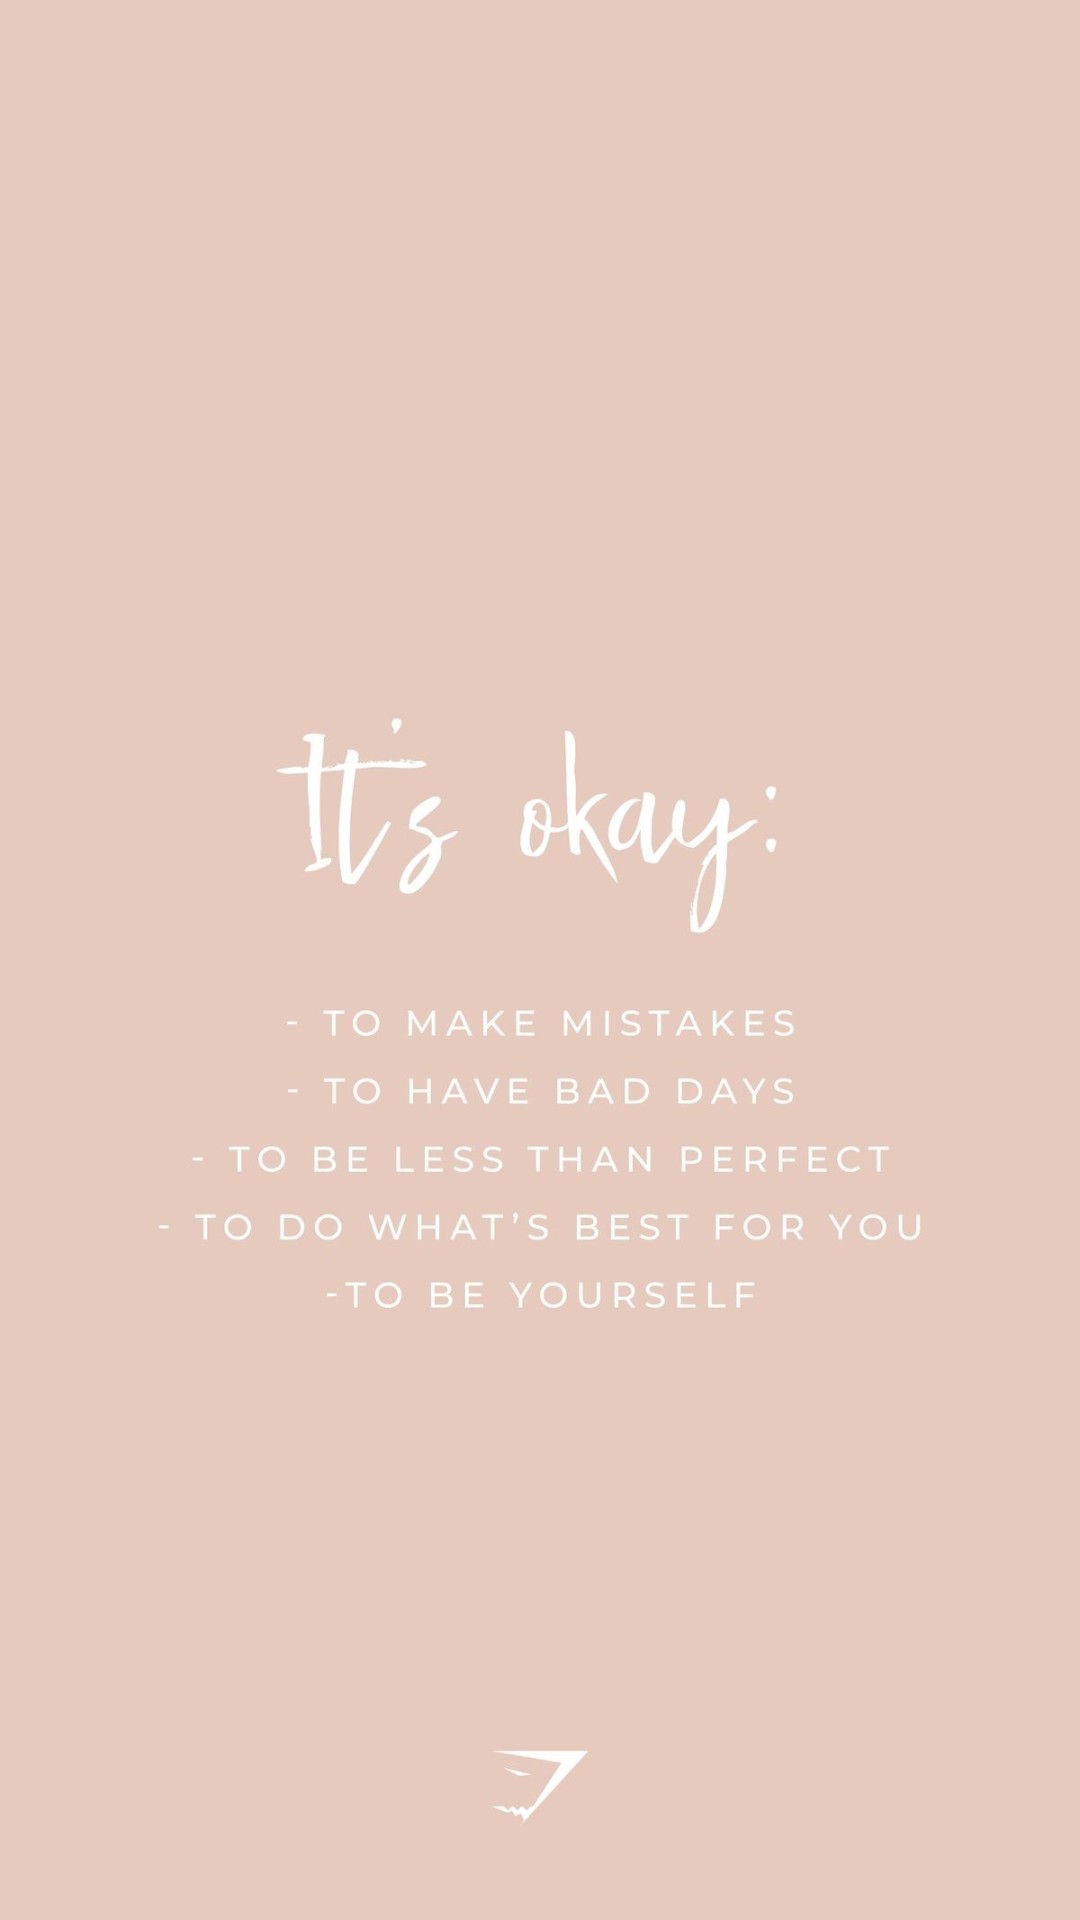 It's okay:
- TO MAKE MISTAKES
- TO HAVE BAD DAYS
- TO BE LESS THAN PERFECT
- TO DO WHAT’S BEST FOR YOU
-TO BE YOURSELF